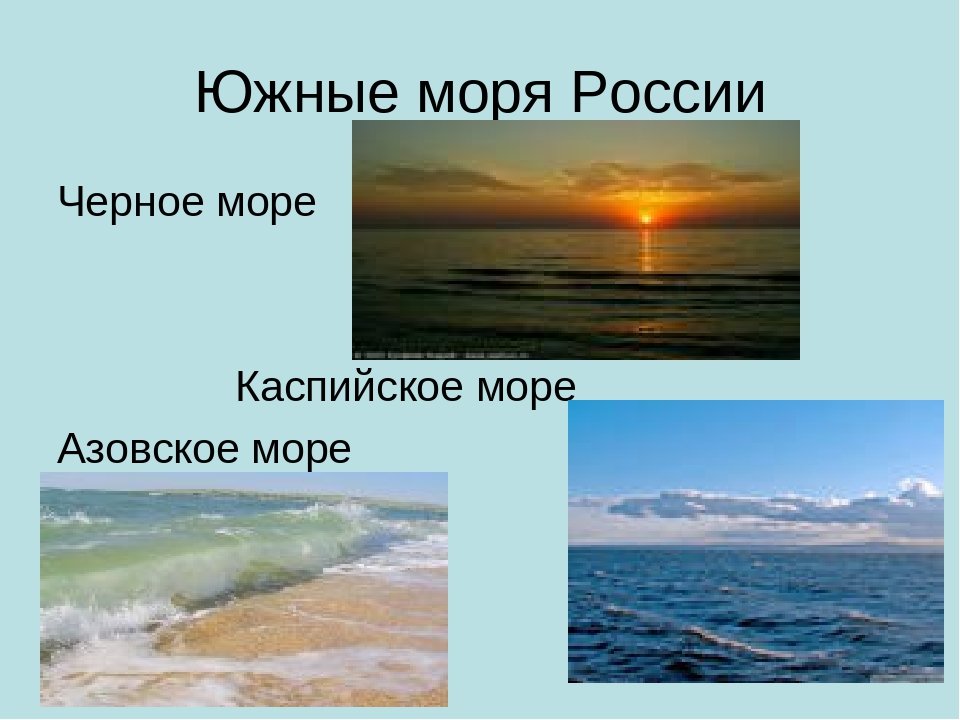 Южные моря России
Черное море
Каспийское море
Азовское море